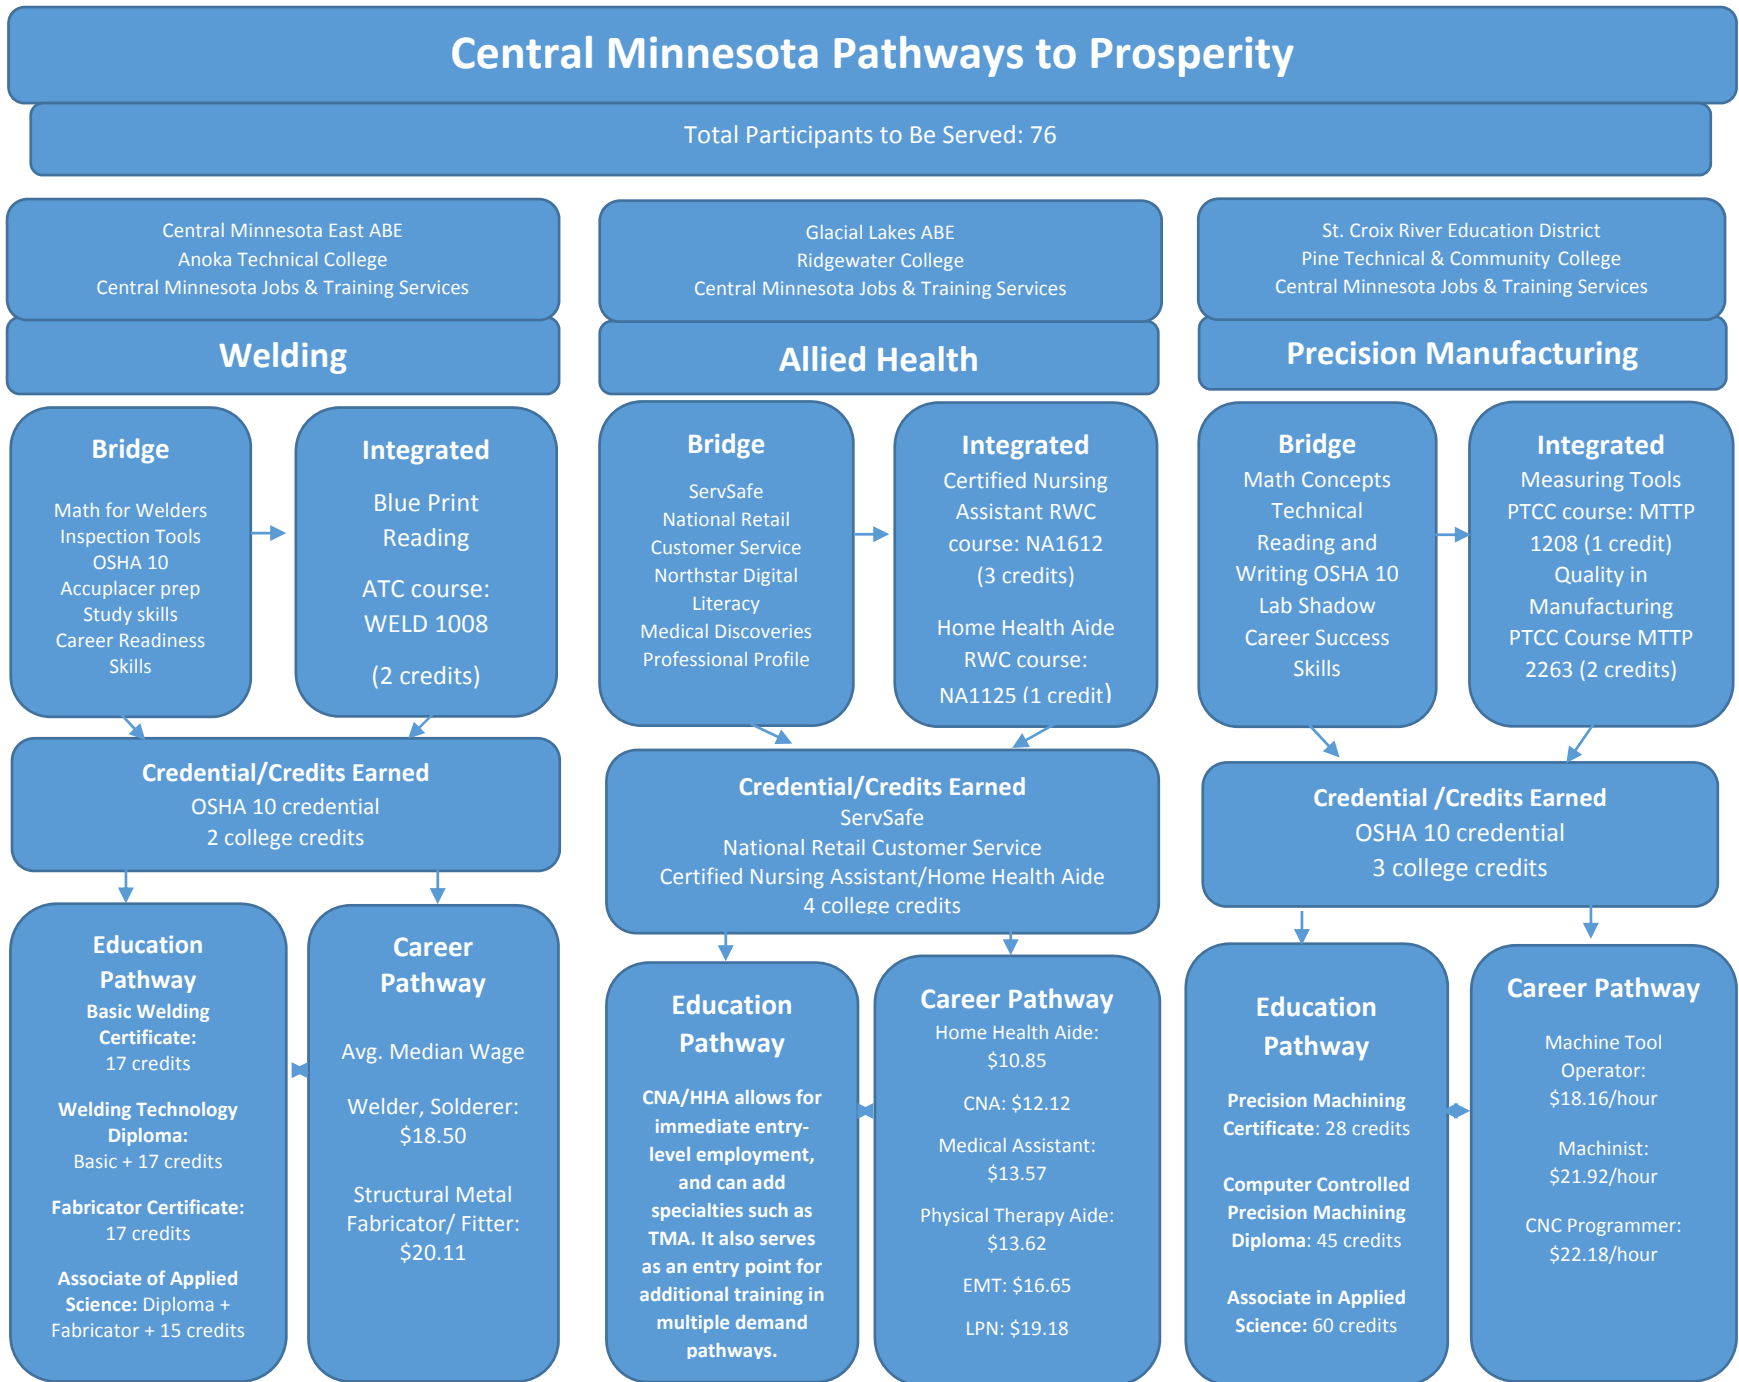 Central Minnesota Pathways to Prosperity
Total Participants to Be Served: 76
Central Minnesota East ABE
Anoka Technical College
Central Minnesota Jobs & Training Services
Welding
Bridge
Math for Welders
Inspection Tools
OSHA 10
Accuplacer prep
Study skills
Career Readiness
Skills
Integrated
Blue Print
Reading
ATC course:
WELD 1008
(2 credits)
Credential/Credits Earned
OSHA 10 credential
2 college credits
Education
Pathway
Basic Welding
Certificate:
17 credits
Welding Technology
Diploma:
Basic + 17 credits
Fabricator Certificate:
17 credits
Associate of Applied
Science: Diploma +
Fabricator + 15 credits
Career
Pathway
Avg. Median Wage
Welder, Solderer:
$18.50
Structural Metal
Fabricator/ Fitter:
$20.11
Glacial Lakes ABE
Ridgewater College
Central Minnesota Jobs & Training Services
Allied Health
Bridge
ServSafe
National Retail
Customer Service
Northstar Digital
Literacy
Medical Discoveries
Professional Profile
Integrated
Certified Nursing
Assistant RWC
course: NA1612
(3 credits)
Home Health Aide
RWC course:
NA1125 (1 credit)
Credential/Credits Earned
ServSafe
National Retail Customer Service
Certified Nursing Assistant/Home Health Aide
4 college credits
Education
Pathway
CNA/HHA allows for
immediate entry-
level employment,
and can add
specialties such as
TMA. It also serves
as an entry point for
additional training in
multiple demand
pathways.
Career Pathway
Home Health Aide:
$10.85
CNA: $12.12
Medical Assistant:
$13.57
Physical Therapy Aide:
$13.62
EMT: $16.65
LPN: $19.18
St. Croix River Education District
Pine Technical & Community College
Central Minnesota Jobs & Training Services
Precision Manufacturing
Bridge
Math Concepts
Technical
Reading and
Writing OSHA 10
Lab Shadow
Career Success
Skills
Integrated
Measuring Tools
PTCC course: MTTP
1208 (1 credit)
Quality in
Manufacturing
PTCC Course MTTP
2263 (2 credits)
Credential /Credits Earned
OSHA 10 credential
3 college credits
Education
Pathway
Precision Machining
Certificate: 28 credits
Computer Controlled
Precision Machining
Diploma: 45 credits
Associate in Applied
Science: 60 credits
Career Pathway
Machine Tool
Operator:
$18.16/hour
Machinist:
$21.92/hour
CNC Programmer:
$22.18/hour